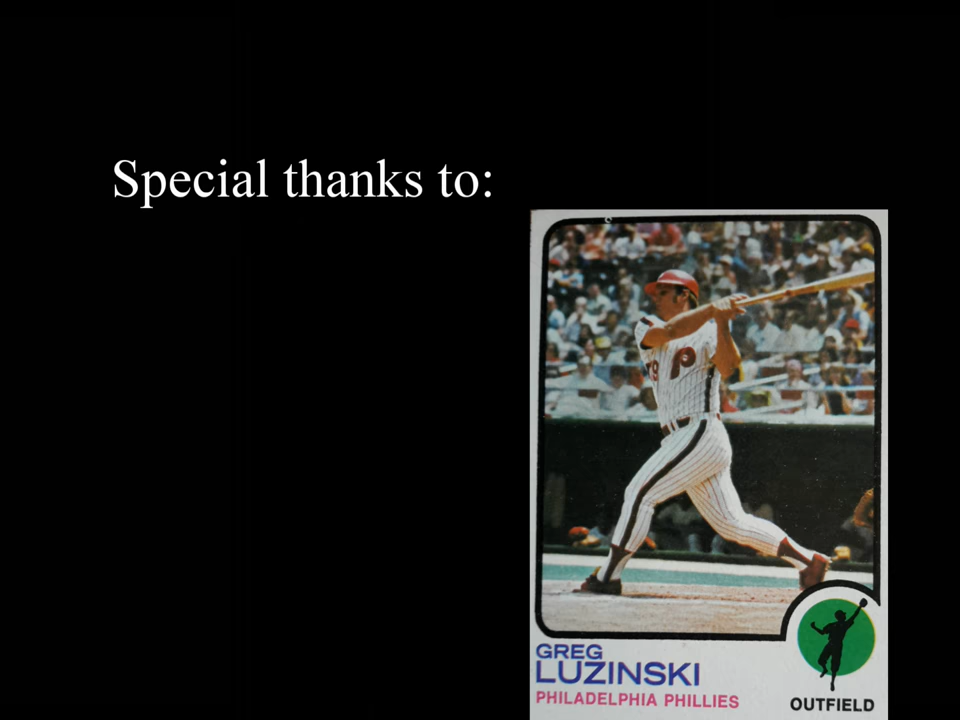 Special thanks to:
P
GREG
LUZINSKI
PHILADELPHIA PHILLIES
OUTFIELD